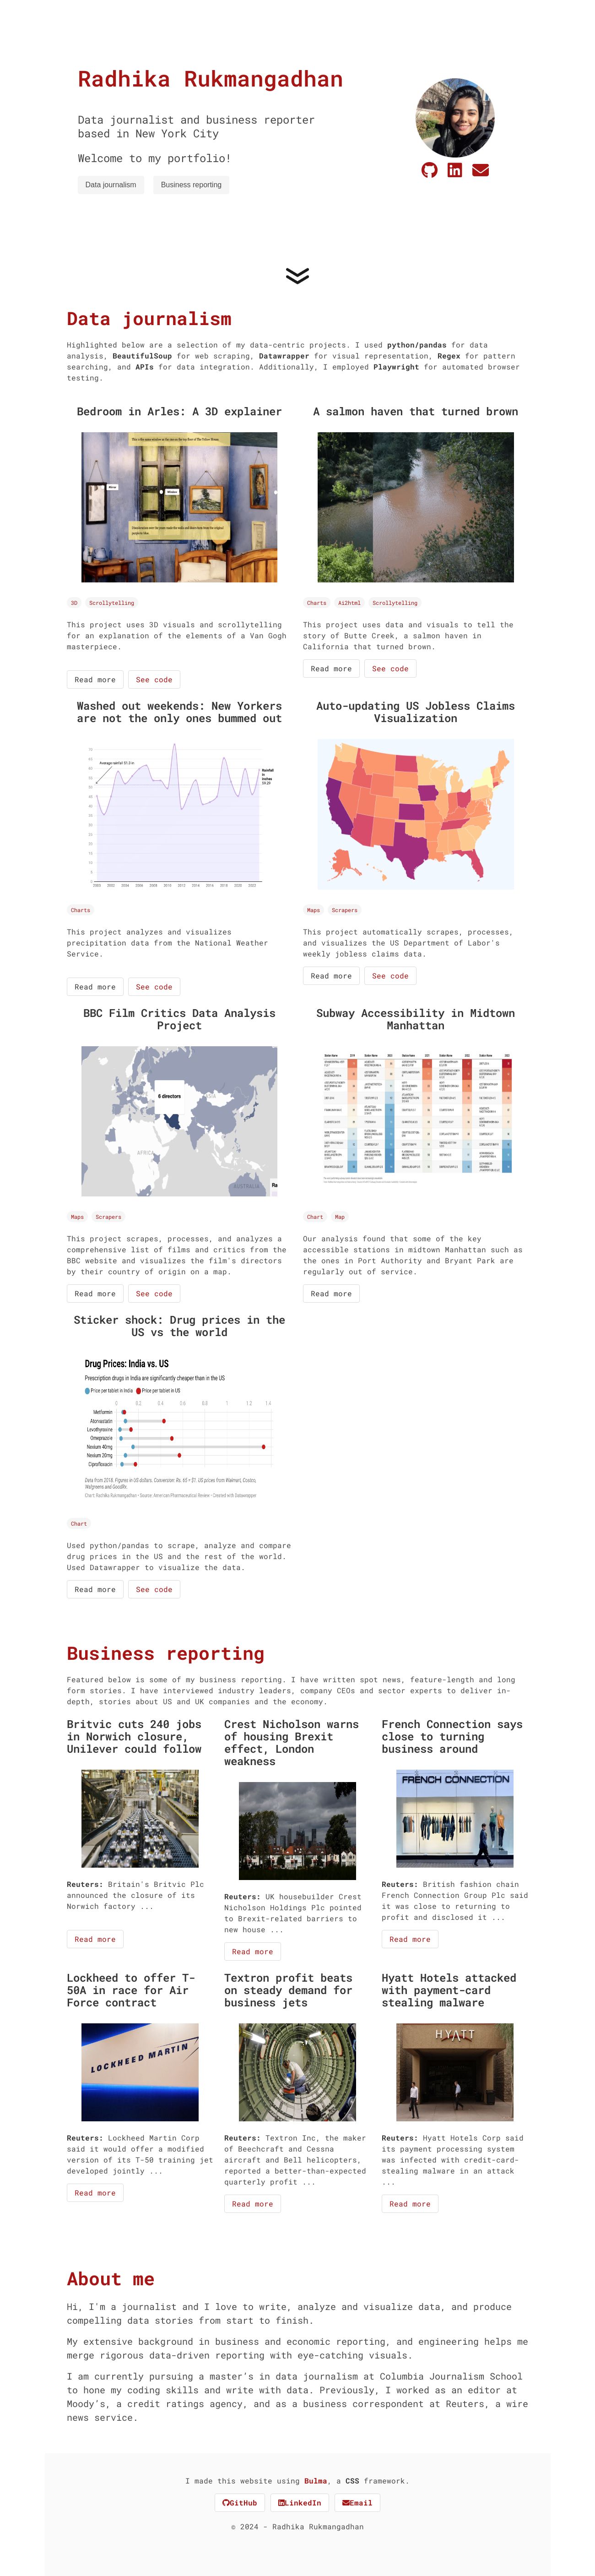 Radhika Rukmangadhan
Data journalist and business reporter
based in New York City
Welcome to my portfolio!
Data journalism
Business reporting
Data journalism
Highlighted below are a selection of my data-centric projects. I used python/pandas for data
analysis, BeautifulSoup for web scraping, Datawrapper for visual representation, Regex for pattern
searching, and APIs for data integration. Additionally, I employed Playwright for automated browser
testing.
Bedroom in Arles: A 3D explainer
3D
Scrollytelling
This project uses 3D visuals and scrollytelling
for an explanation of the elements of a Van Gogh
masterpiece.
Read more
See code
A salmon haven that turned brown
Charts
Ai2html
Scrollytelling
This project uses data and visuals to tell the
story of Butte Creek, a salmon haven in
California that turned brown.
Read more
See code
Washed out weekends: New Yorkers
are not the only ones bummed out
Charts
This project analyzes and visualizes
precipitation data from the National Weather
Service.
Read more
See code
Auto-updating US Jobless Claims
Visualization
Maps
Scrapers
This project automatically scrapes, processes,
and visualizes the US Department of Labor's
weekly jobless claims data.
Read more
See code
BBC Film Critics Data Analysis
Project
6 directors
AFRICA
Maps
Scrapers
This project scrapes, processes, and analyzes a
comprehensive list of films and critics from the
BBC website and visualizes the film's directors
by their country of origin on a map.
Read more
See code
Subway Accessibility in Midtown
Manhattan
Chart
Map
Our analysis found that some of the key
accessible stations in midtown Manhattan such as
the ones in Port Authority and Bryant Park are
regularly out of service.
Read more
Sticker shock: Drug prices in the
US vs the world
Drug Prices: India vs. US
Prescription drugs in India are significantly cheaper than in the US
Price per tablet in India
Price per tablet in US
0 0.2 0.4 0.6 0.8 1 1.2 1.4
Metformin
Atorvastatin
Levothyroxine
Omeprazole
Nexium 40mg
Nexium 20mg
Ciprofloxacin
Chart
Used python/pandas to scrape, analyze and compare
drug prices in the US and the rest of the world.
Used Datawrapper to visualize the data.
Read more
See code
Business reporting
Featured below is some of my business reporting. I have written spot news, feature-length and long
form stories. I have interviewed industry leaders, company CEOs and sector experts to deliver in-
depth, stories about US and UK companies and the economy.
Britvic cuts 240 jobs
in Norwich closure,
Unilever could follow
Reuters: Britain's Britvic Plc
announced the closure of its
Norwich factory ...
Read more
Crest Nicholson warns
of housing Brexit
effect, London
weakness
Reuters: UK housebuilder Crest
Nicholson Holdings Plc pointed
to Brexit-related barriers to
new house ...
Read more
French Connection says
close to turning
business around
FRENCH CONNECTION
Reuters: British fashion chain
French Connection Group Plc said
it was close to returning to
profit and disclosed it ...
Read more
Lockheed to offer T-
50A in race for Air
Force contract
LOCKHEED MARTIN
Reuters: Lockheed Martin Corp
said it would offer a modified
version of its T-50 training jet
developed jointly ...
Read more
Textron profit beats
on steady demand for
business jets
Reuters: Textron Inc, the maker
of Beechcraft and Cessna
aircraft and Bell helicopters,
reported a better-than-expected
quarterly profit ...
Read more
Hyatt Hotels attacked
with payment-card
stealing malware
HYATT
Reuters: Hyatt Hotels Corp said
its payment processing system
was infected with credit-card-
stealing malware in an attack
...
Read more
About me
Hi, I'm a journalist and I love to write, analyze and visualize data, and produce
compelling data stories from start to finish.
My extensive background in business and economic reporting, and engineering helps me
merge rigorous data-driven reporting with eye-catching visuals.
I am currently pursuing a master’s in data journalism at Columbia Journalism School
to hone my coding skills and write with data. Previously, I worked as an editor at
Moody’s, a credit ratings agency, and as a business correspondent at Reuters, a wire
news service.
I made this website using Bulma, a CSS framework.
GitHub
LinkedIn
Email
© 2024 - Radhika Rukmangadhan